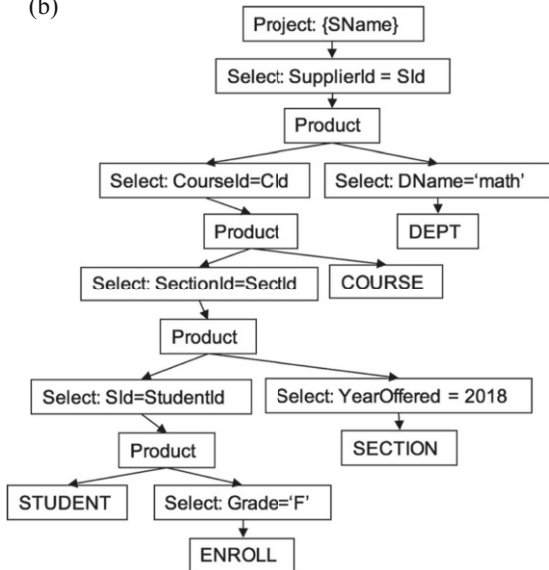 (b)
Project: {SName}
Select: SupplierId = SId
Product
Select: CourseId=CId
Select: DName=‘math’
Product
DEPT
Select: SectionId=SectId
COURSE
Product
Select: SId=StudentId
Select: YearOffered = 2018
Product
SECTION
STUDENT
Select: Grade=‘F’
ENROLL